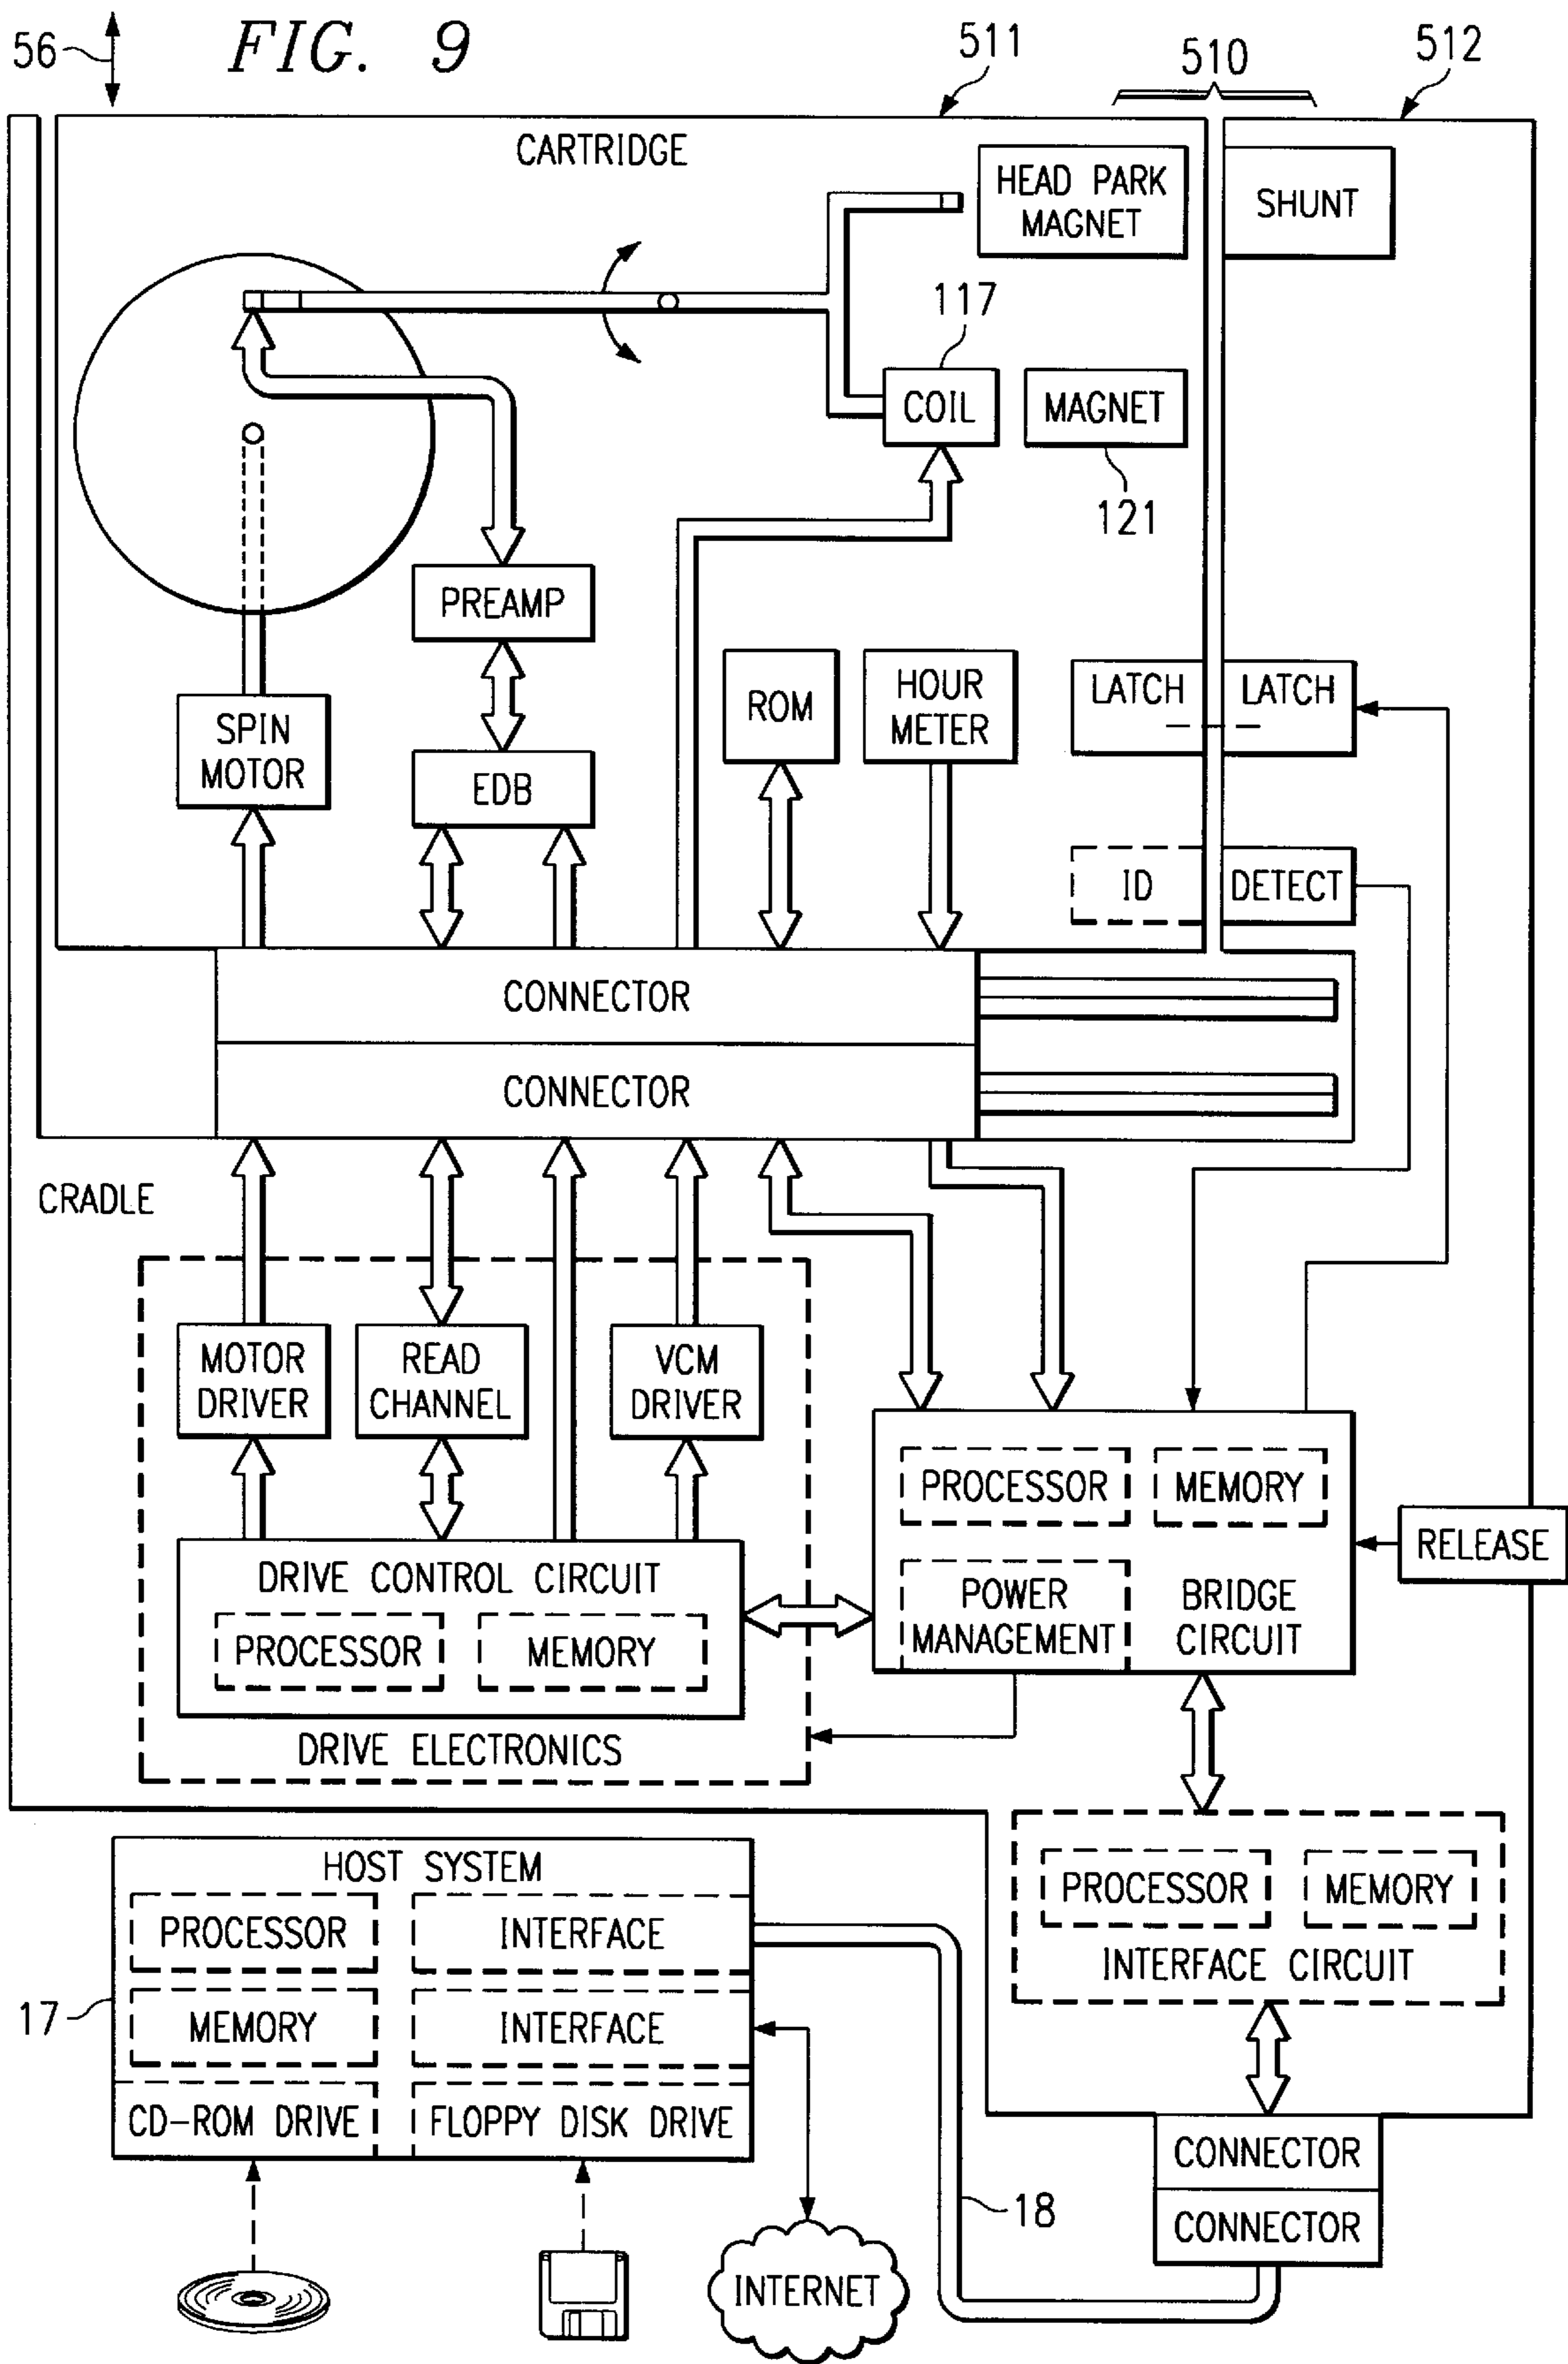 56
FIG. 9
511
510
512
CARTRIDGE
HEAD PARK
MAGNET
SHUNT
117
COIL
MAGNET
121
PREAMP
SPIN
MOTOR
EDB
ROM
HOUR
METER
LATCH
LATCH
ID
DETECT
CONNECTOR
CONNECTOR
CRADLE
MOTOR
DRIVER
READ
CHANNEL
VCM
DRIVER
PROCESSOR
MEMORY
RELEASE
DRIVE CONTROL CIRCUIT
PROCESSOR
MEMORY
POWER
MANAGEMENT
BRIDGE
CIRCUIT
DRIVE ELECTRONICS
HOST SYSTEM
PROCESSOR
INTERFACE
17
MEMORY
INTERFACE
CD-ROM DRIVE
FLOPPY DISK DRIVE
PROCESSOR
MEMORY
INTERFACE CIRCUIT
CONNECTOR
CONNECTOR
18
INTERNET